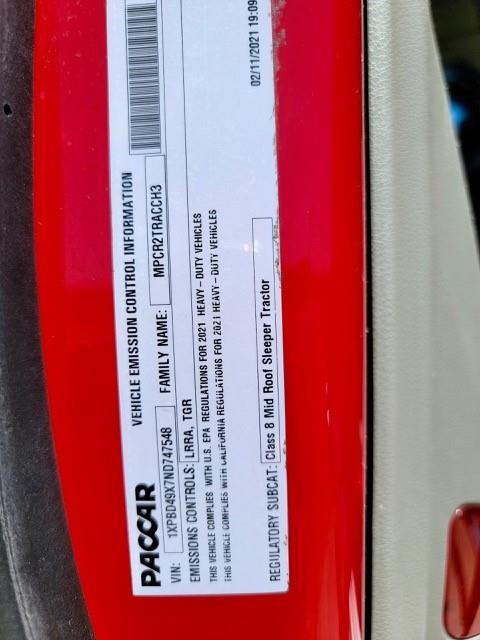 VEHICLE EMISSION CONTROL INFORMATION
PACCAR
VIN: 1XPBD49X7ND747548 FAMILY NAME: MPCR2TRACCH3
EMISSIONS CONTROLS: LRRA, TGR
THIS VEHICLE COMPLIES WITH U.S. EPA REGULATIONS FOR 2021 HEAVY-DUTY VEHICLES
THIS VEHICLE COMPLIES WITH CALIFORNIA REGULATIONS FOR 2021 HEAVY-DUTY VEHICLES
02/11/2021 19:09
REGULATORY SUBCAT: Class 8 Mid Roof Sleeper Tractor